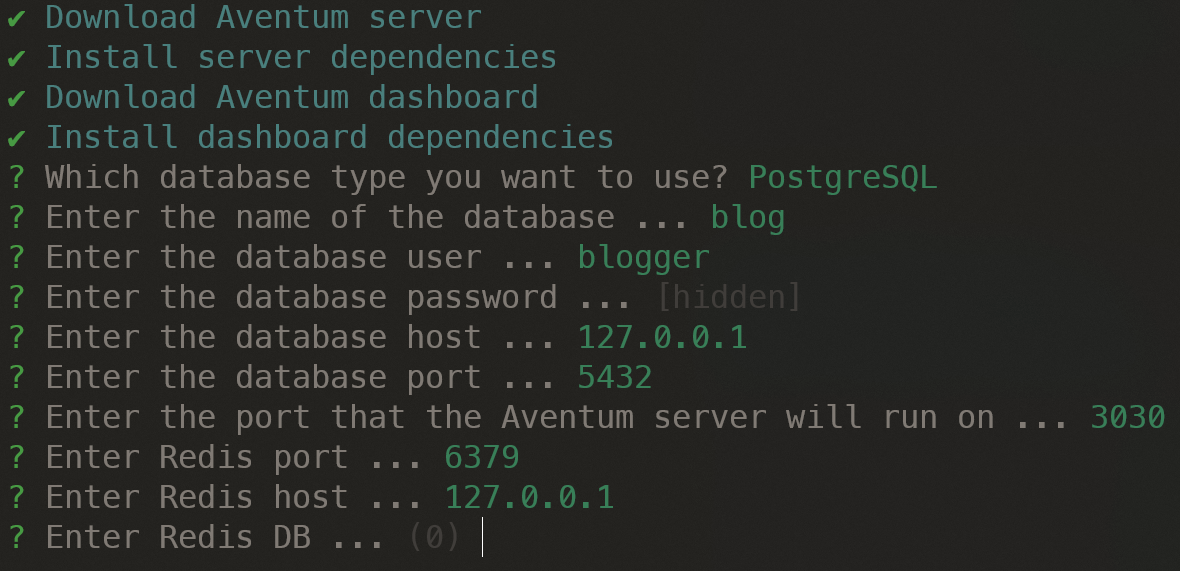 ✔ Download Aventum server
✔ Install server dependencies
✔ Download Aventum dashboard
✔ Install dashboard dependencies
? Which database type you want to use? PostgreSQL
? Enter the name of the database ... blog
? Enter the database user ... blogger
? Enter the database password ... [hidden]
? Enter the database host ... 127.0.0.1
? Enter the database port ... 5432
? Enter the port that the Aventum server will run on ... 3030
? Enter Redis port ... 6379
? Enter Redis host ... 127.0.0.1
? Enter Redis DB ... (0)